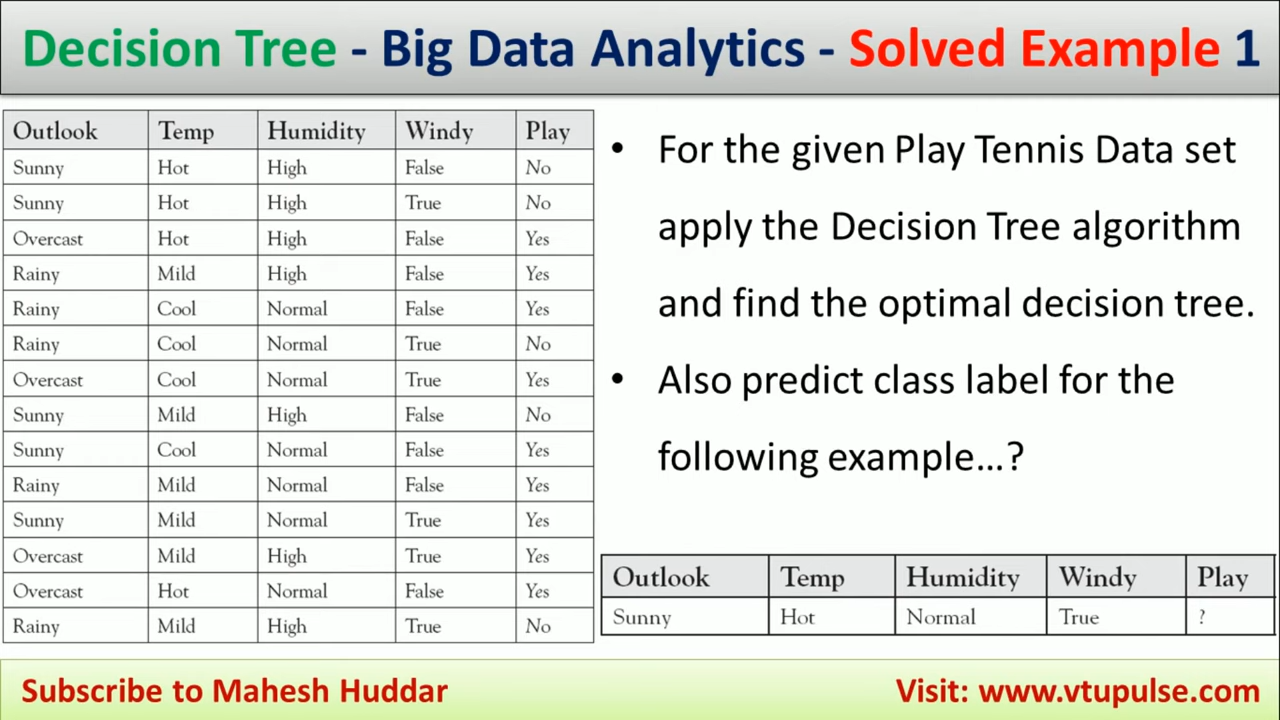 Decision Tree - Big Data Analytics - Solved Example 1
Outlook Temp Humidity Windy Play
Sunny Hot High False No
Sunny Hot High True No
Overcast Hot High False Yes
Rainy Mild High False Yes
Rainy Cool Normal False Yes
Rainy Cool Normal True No
Overcast Cool Normal True Yes
Sunny Mild High False No
Sunny Cool Normal False Yes
Rainy Mild Normal False Yes
Sunny Mild Normal True Yes
Overcast Mild High True Yes
Overcast Hot Normal False Yes
Rainy Mild High True No
• For the given Play Tennis Data set
apply the Decision Tree algorithm
and find the optimal decision tree.
• Also predict class label for the
following example...?
Outlook Temp Humidity Windy Play
Sunny Hot Normal True ?
Subscribe to Mahesh Huddar
Visit: www.vtupulse.com